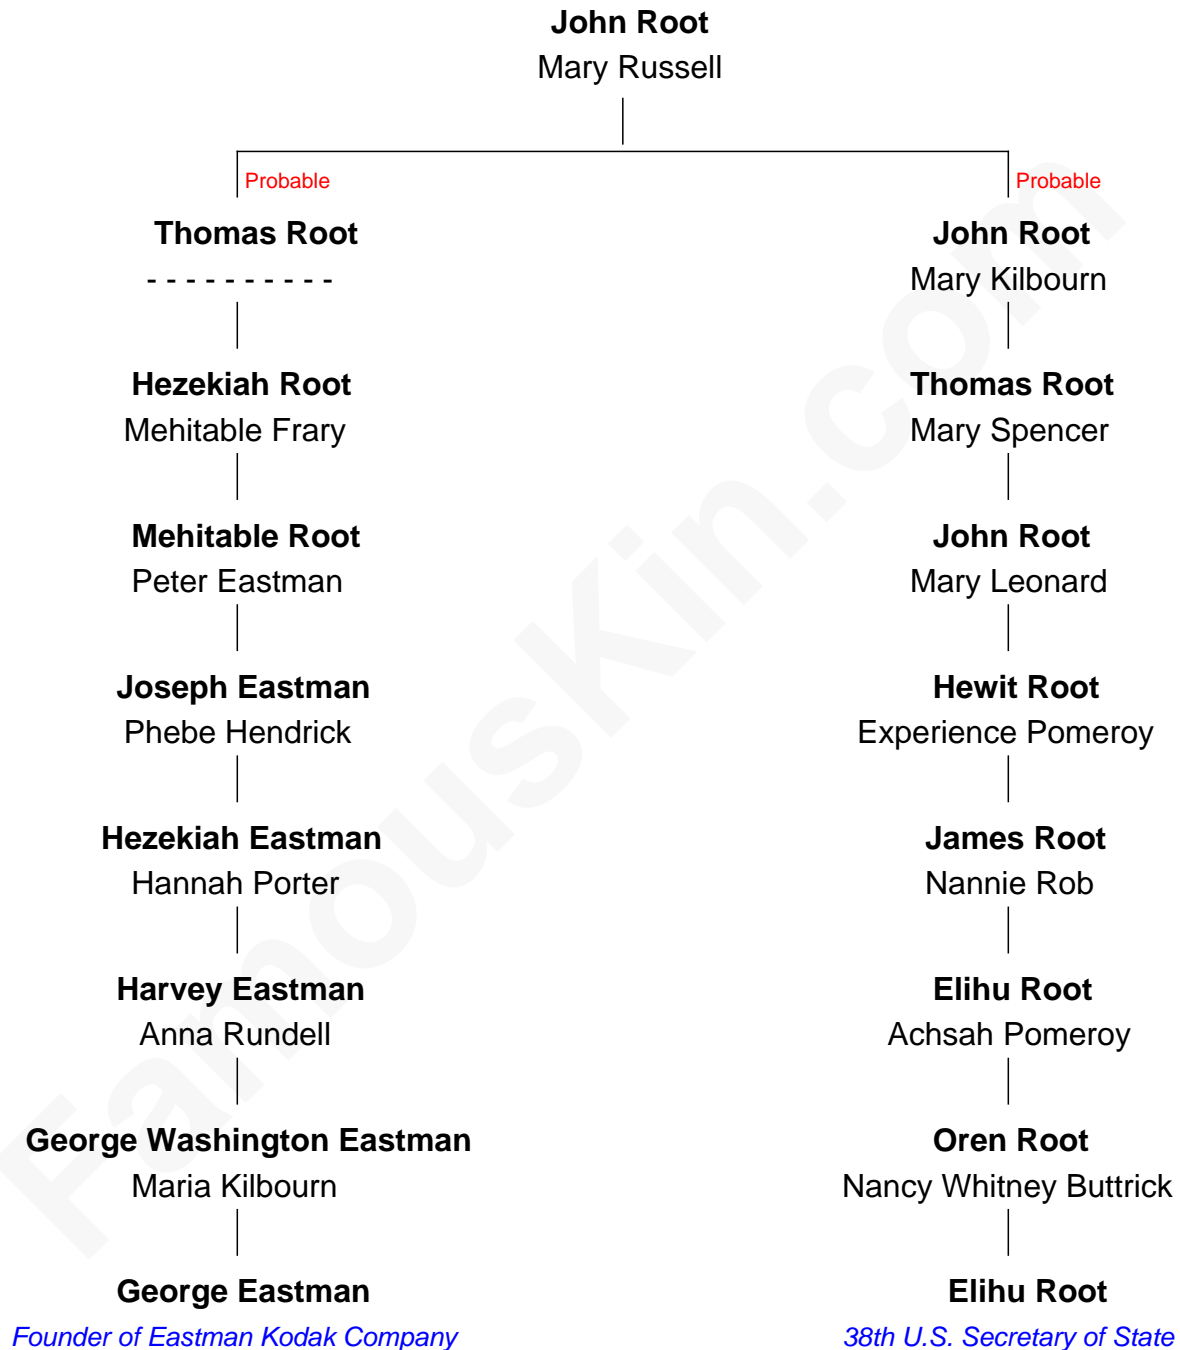 John Root
Mary Russell
Probable
Probable
Thomas Root
John Root
- - - - - - - - - -
Mary Kilbourn
Hezekiah Root
Thomas Root
Mehitable Frary
Mary Spencer
Mehitable Root
John Root
Peter Eastman
Mary Leonard
Joseph Eastman
Hewit Root
Phebe Hendrick
Experience Pomeroy
Hezekiah Eastman
James Root
Hannah Porter
Nannie Rob
Harvey Eastman
Elihu Root
Anna Rundell
Achsah Pomeroy
George Washington Eastman
Oren Root
Maria Kilbourn
Nancy Whitney Buttrick
George Eastman
Elihu Root
Founder of Eastman Kodak Company
38th U.S. Secretary of State
FamousKin.com